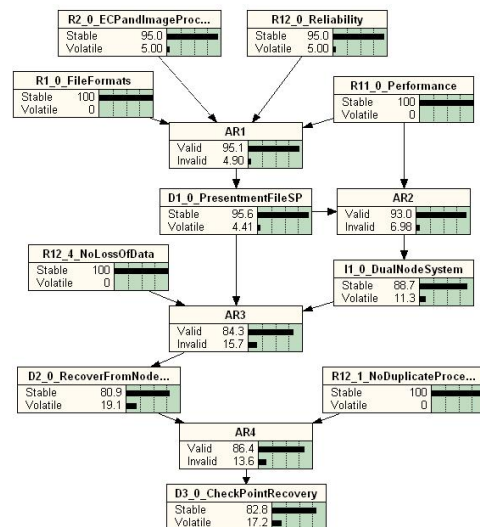 R2_0_ECPandImageProc...
Stable 95.0
Volatile 5.00
R12_0_Reliability
Stable 95.0
Volatile 5.00
R1_0_FileFormats
Stable 100
Volatile 0
R11_0_Performance
Stable 100
Volatile 0
AR1
Valid 95.1
Invalid 4.90
D1_0_PresentmentFileSP
Stable 95.6
Volatile 4.41
AR2
Valid 93.0
Invalid 6.98
R12_4_NoLossOfData
Stable 100
Volatile 0
I1_0_DualNodeSystem
Stable 88.7
Volatile 11.3
AR3
Valid 84.3
Invalid 15.7
D2_0_RecoverFromNode...
Stable 80.9
Volatile 19.1
R12_1_NoDuplicateProce...
Stable 100
Volatile 0
AR4
Valid 86.4
Invalid 13.6
D3_0_CheckPointRecovery
Stable 82.8
Volatile 17.2